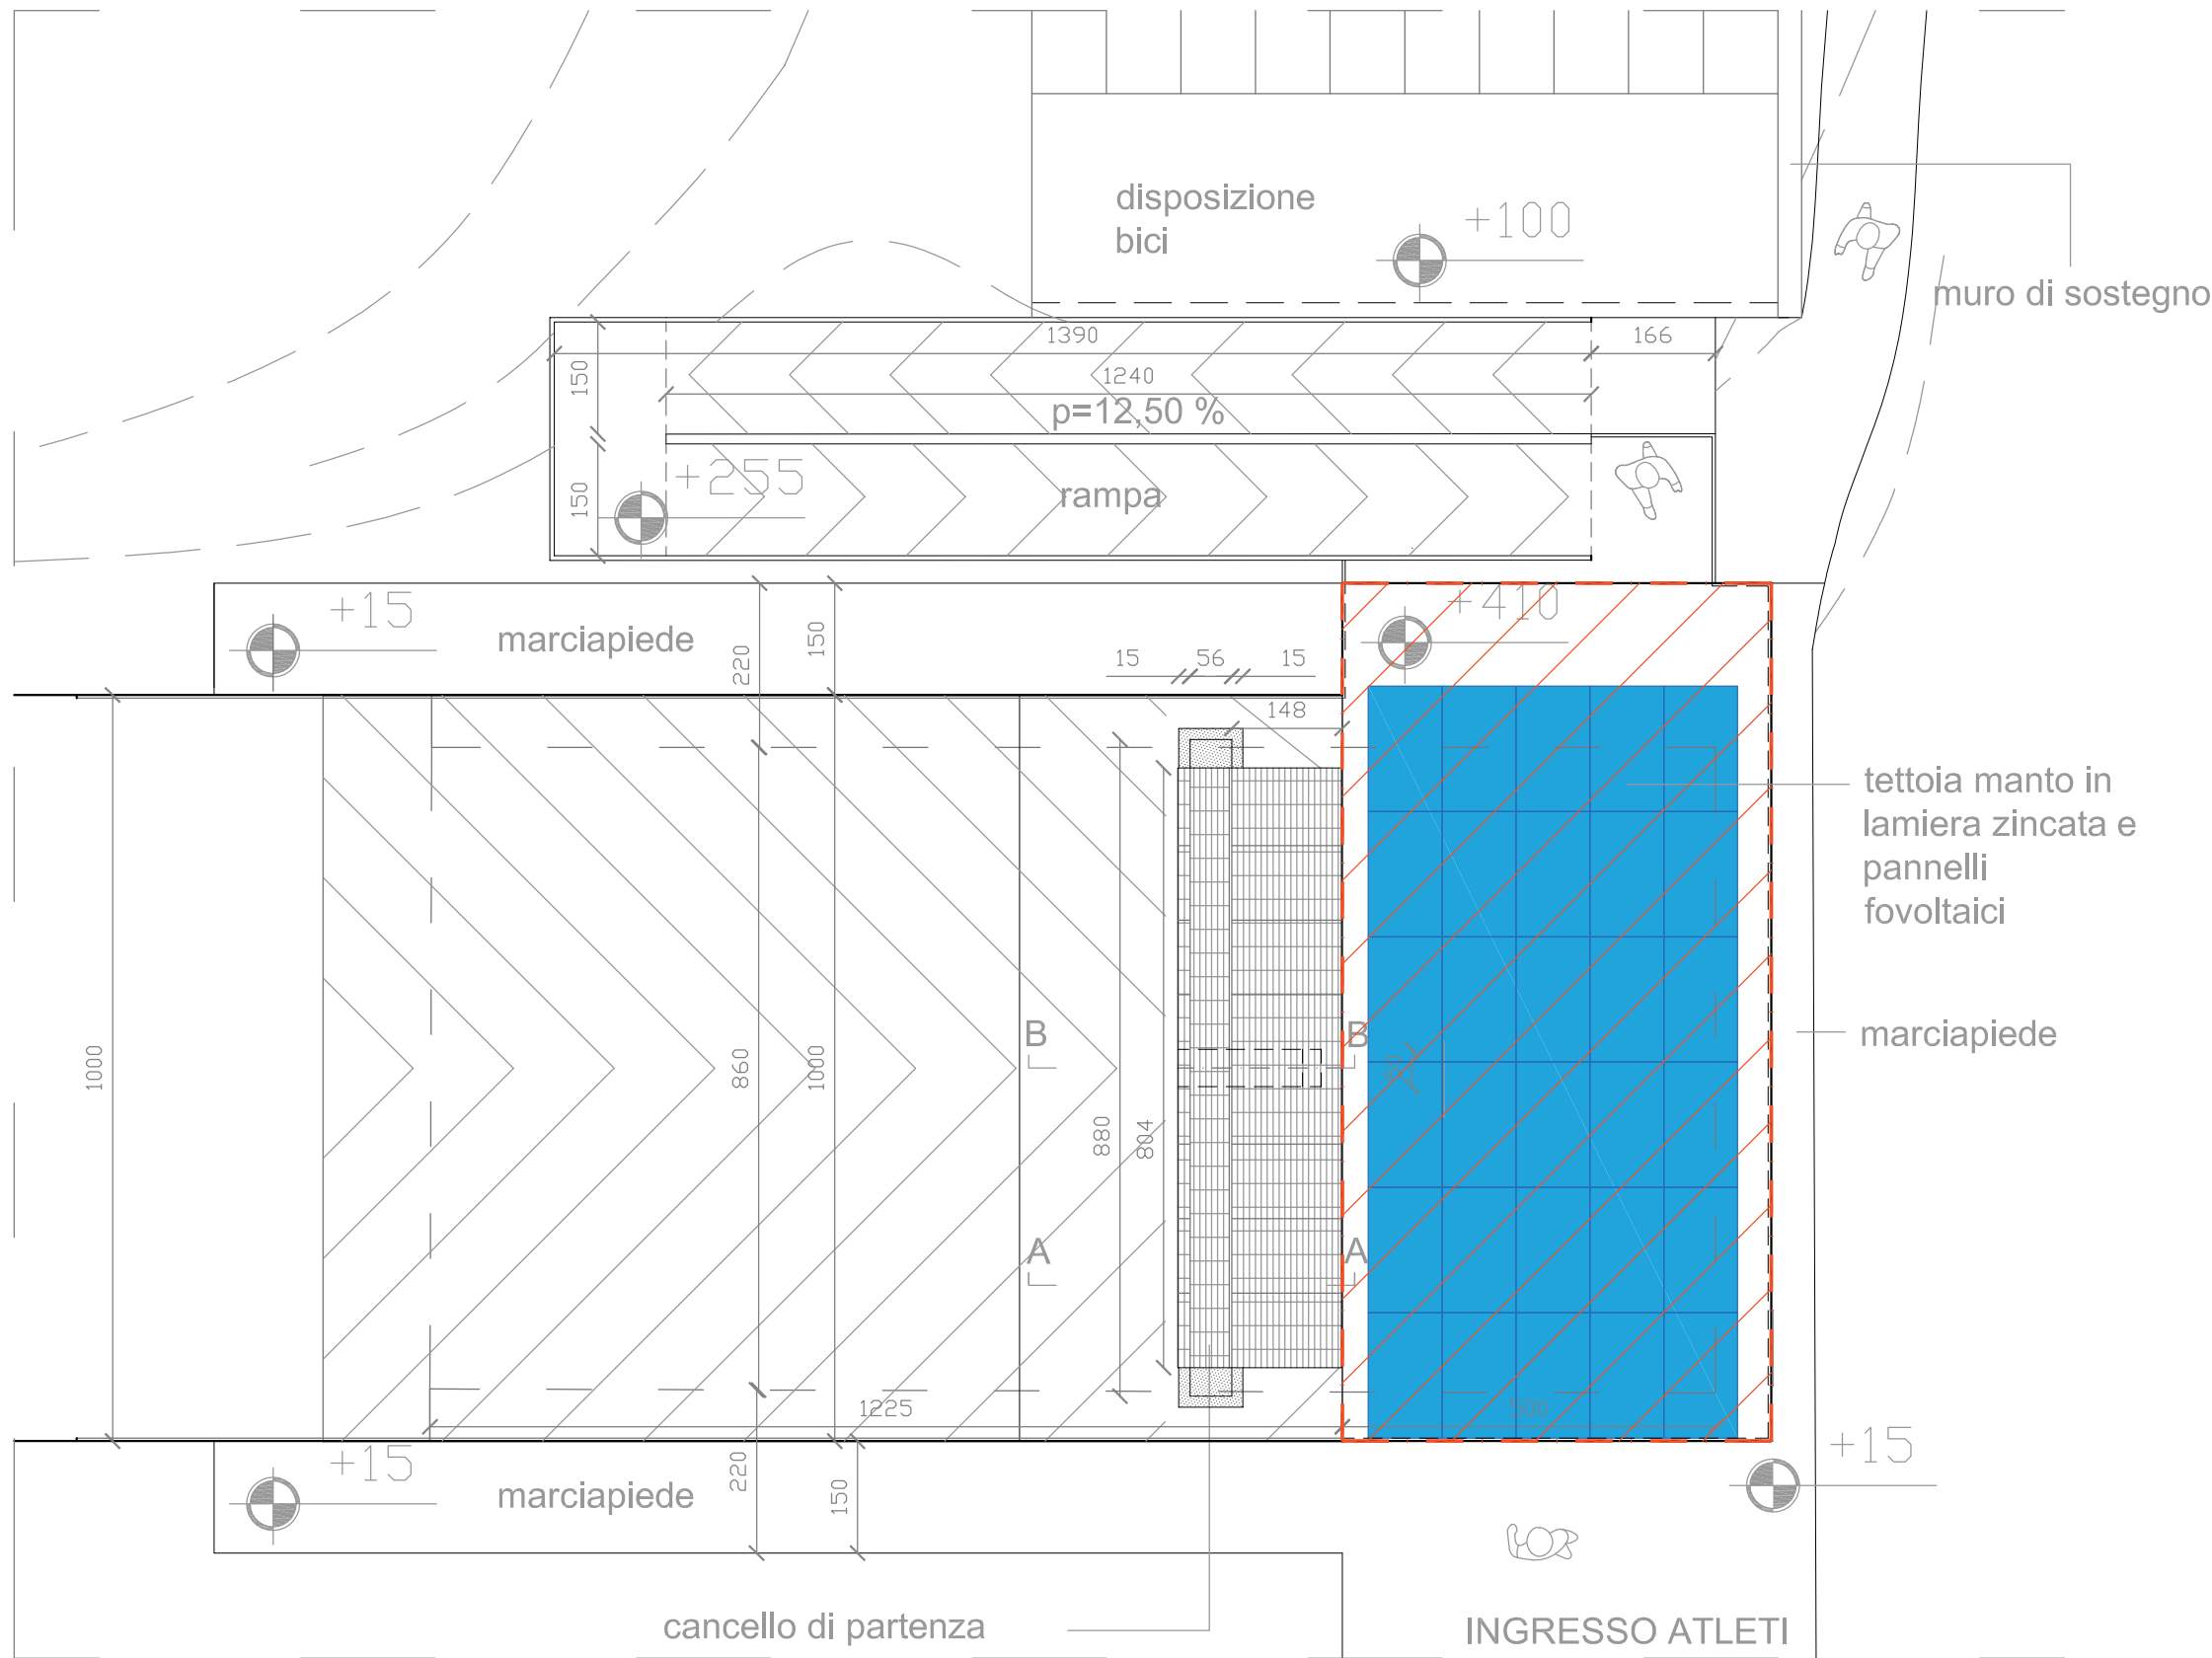 disposizione
bici
+100
muro di sostegno
1390
166
150
1240
p=12,50 %
+255
rampa
150
+15
marciapiede
220
150
+410
15
56
15
148
tettoia manto in
lamiera zincata e
pannelli
fovoltaici
marciapiede
B
B
1000
860
1000
880
804
A
A
1225
500
+15
marciapiede
220
150
+15
cancello di partenza
INGRESSO ATLETI